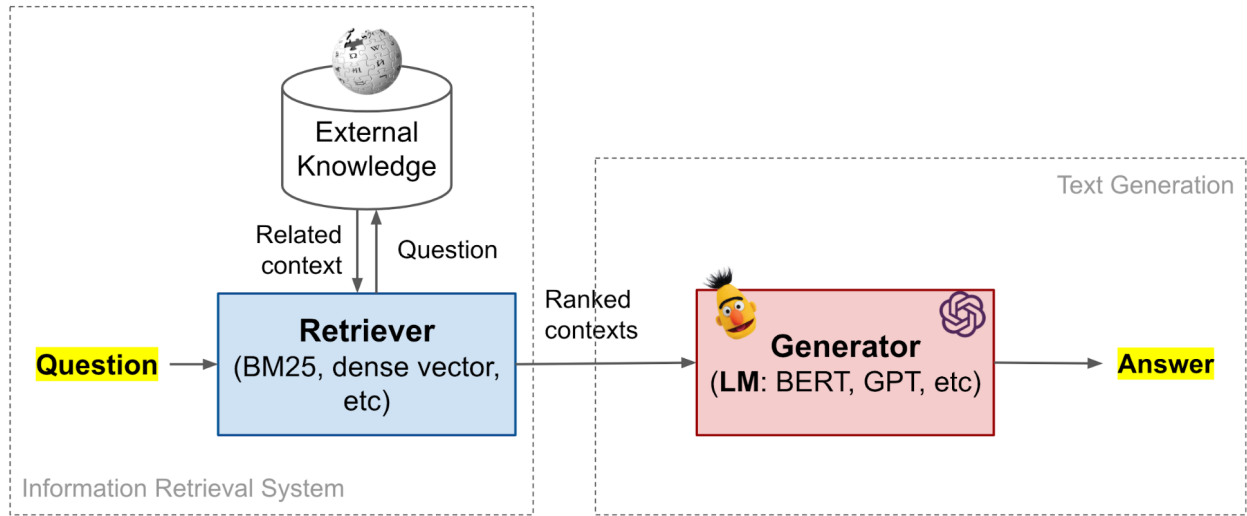 External
Knowledge
Text Generation
Related
context
Question
Ranked
contexts
Question
Retriever
(BM25, dense vector,
etc)
Generator
(LM: BERT, GPT, etc)
Answer
Information Retrieval System